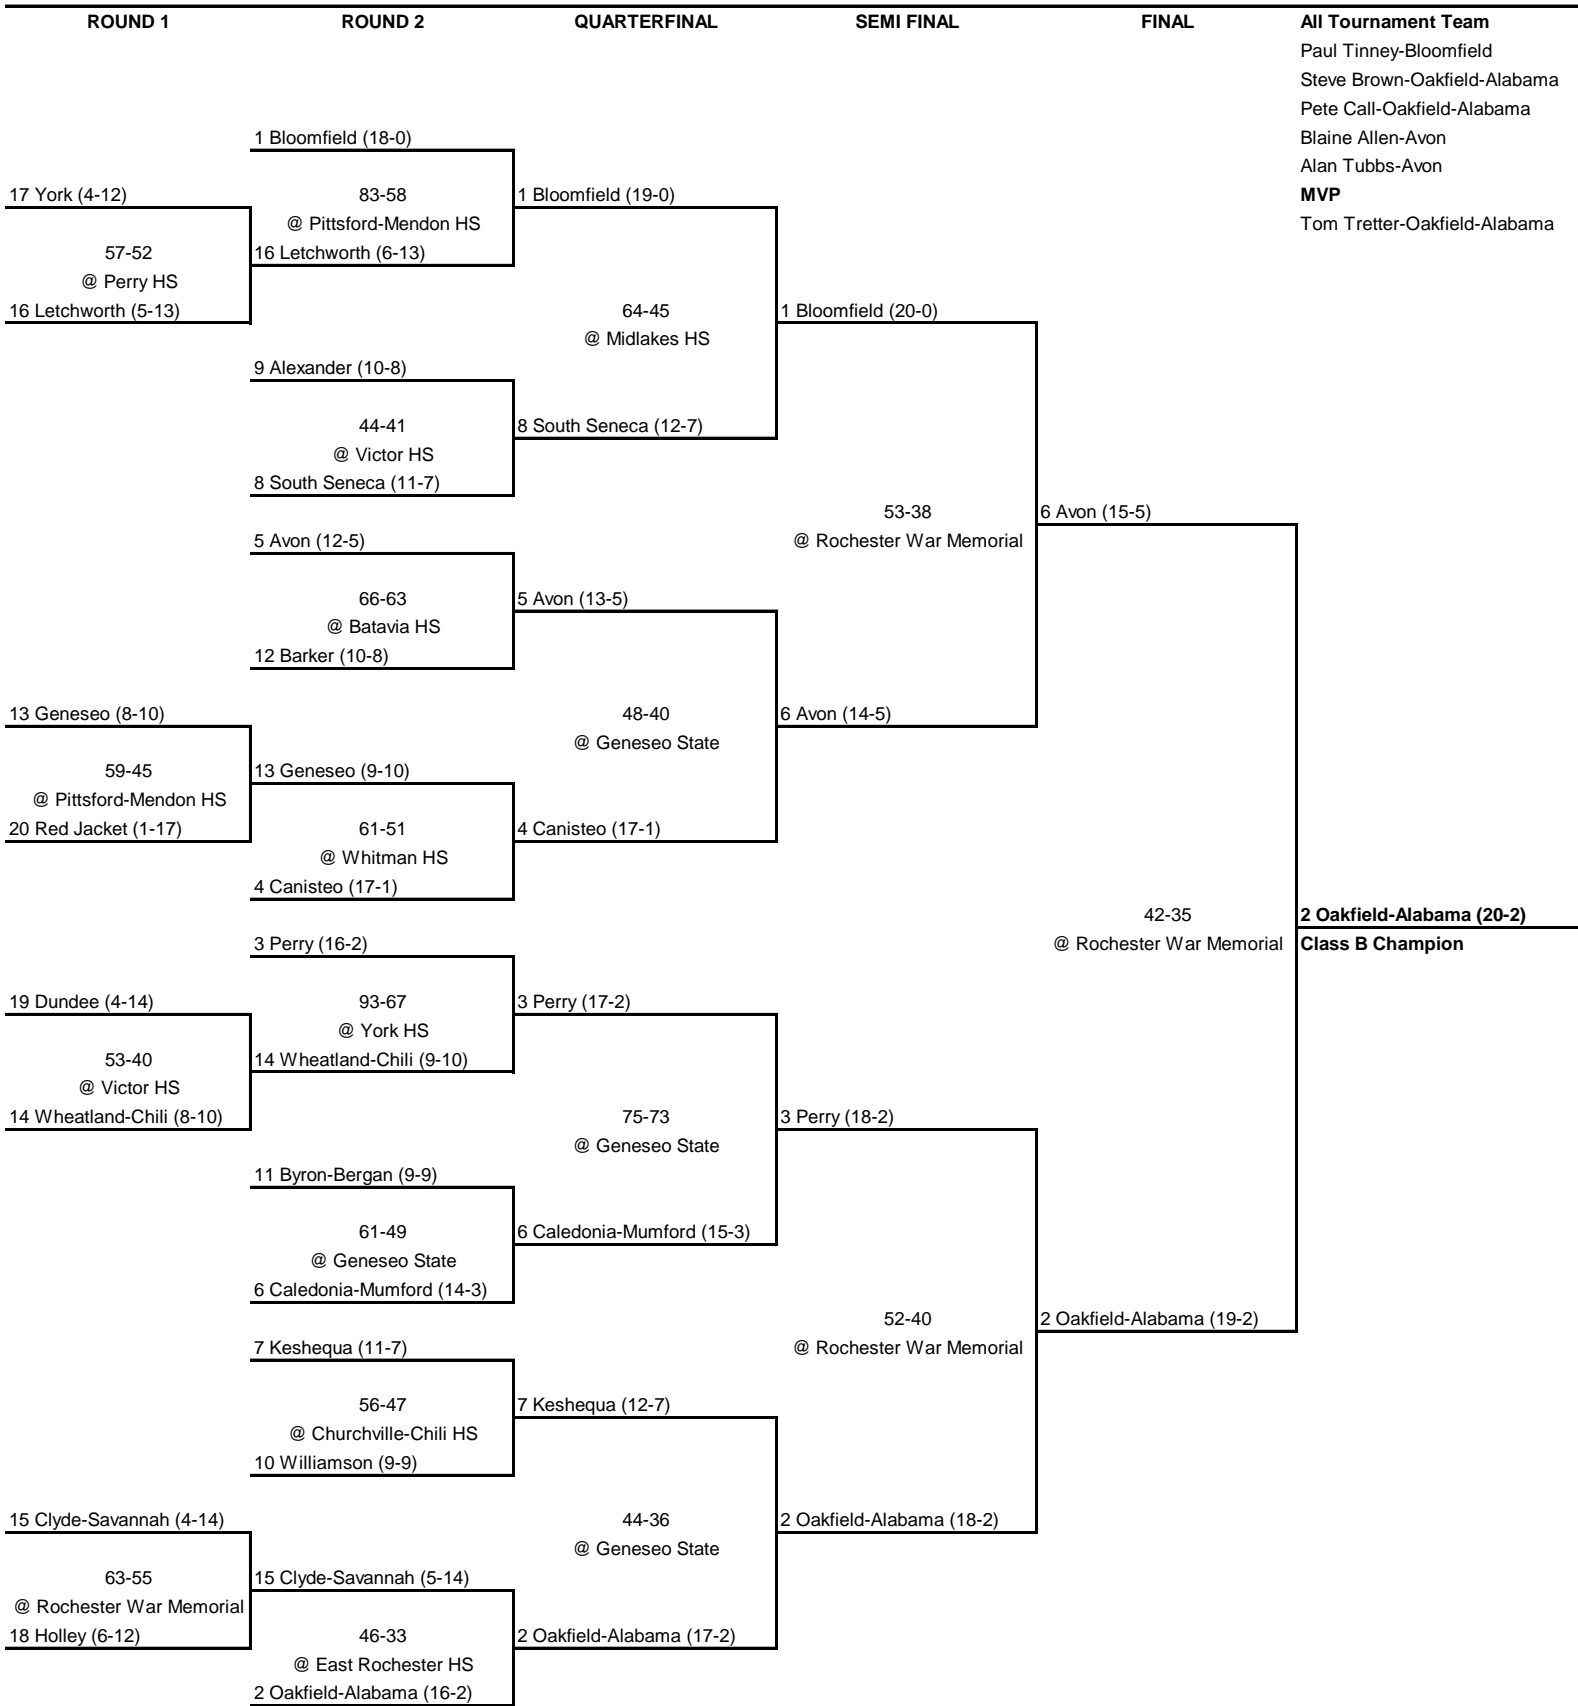 ROUND 1 ROUND 2 QUARTERFINAL SEMI FINAL FINAL All Tournament Team
Paul Tinney-Bloomfield
Steve Brown-Oakfield-Alabama
Pete Call-Oakfield-Alabama
1 Bloomfield (18-0) Blaine Allen-Avon
Alan Tubbs-Avon
17 York (4-12) 83-58 1 Bloomfield (19-0) MVP
@ Pittsford-Mendon HS Tom Tretter-Oakfield-Alabama
57-52 16 Letchworth (6-13)
@ Perry HS
16 Letchworth (5-13) 64-45 1 Bloomfield (20-0)
@ Midlakes HS
9 Alexander (10-8)
44-41 8 South Seneca (12-7)
@ Victor HS
8 South Seneca (11-7)
53-38 6 Avon (15-5)
5 Avon (12-5) @ Rochester War Memorial
66-63 5 Avon (13-5)
@ Batavia HS
12 Barker (10-8)
13 Geneseo (8-10) 48-40 6 Avon (14-5)
@ Geneseo State
59-45 13 Geneseo (9-10)
@ Pittsford-Mendon HS
20 Red Jacket (1-17) 61-51 4 Canisteo (17-1)
@ Whitman HS
4 Canisteo (17-1)
42-35 2 Oakfield-Alabama (20-2)
3 Perry (16-2) @ Rochester War Memorial Class B Champion
19 Dundee (4-14) 93-67 3 Perry (17-2)
@ York HS
53-40 14 Wheatland-Chili (9-10)
@ Victor HS
14 Wheatland-Chili (8-10) 75-73 3 Perry (18-2)
@ Geneseo State
11 Byron-Bergan (9-9)
61-49 6 Caledonia-Mumford (15-3)
@ Geneseo State
6 Caledonia-Mumford (14-3)
52-40 2 Oakfield-Alabama (19-2)
7 Keshequa (11-7) @ Rochester War Memorial
56-47 7 Keshequa (12-7)
@ Churchville-Chili HS
10 Williamson (9-9)
15 Clyde-Savannah (4-14) 44-36 2 Oakfield-Alabama (18-2)
@ Geneseo State
63-55 15 Clyde-Savannah (5-14)
@ Rochester War Memorial
18 Holley (6-12) 46-33 2 Oakfield-Alabama (17-2)
@ East Rochester HS
2 Oakfield-Alabama (16-2)